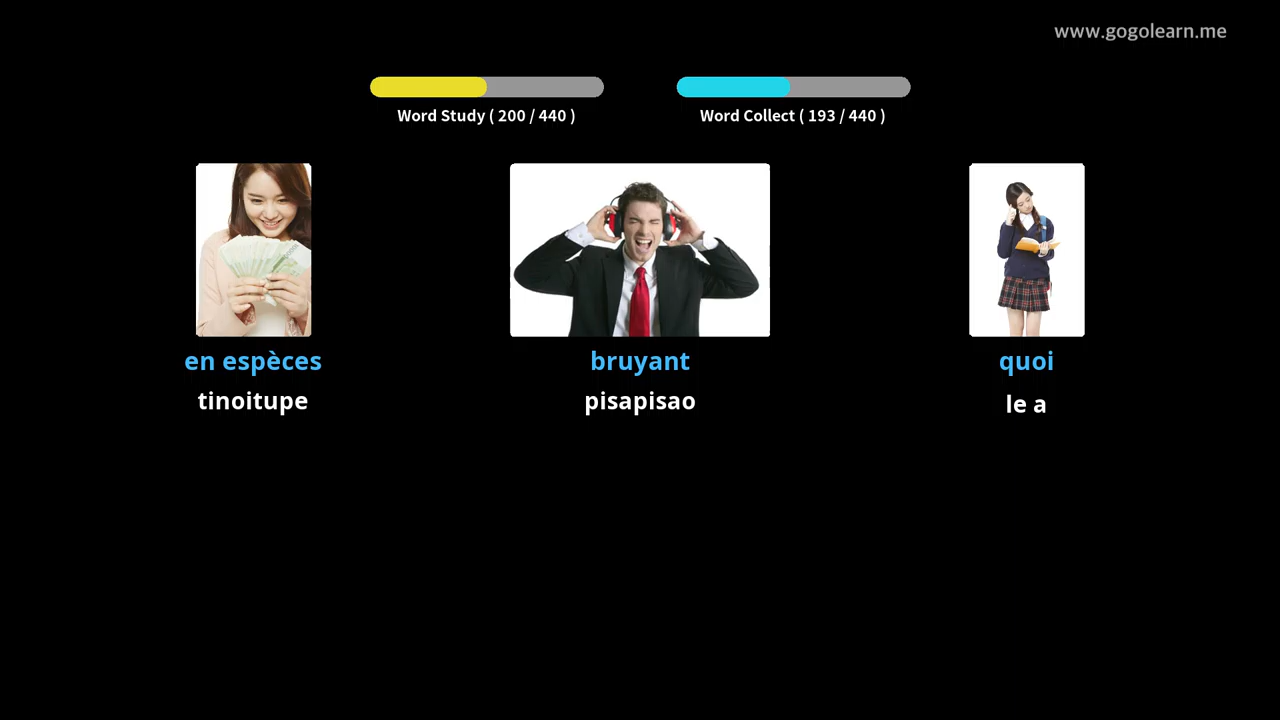 www.gogolearn.me
Word Study ( 200 / 440 )
Word Collect ( 193 / 440 )
en espèces
bruyant
quoi
tinoitupe
pisapisao
le a